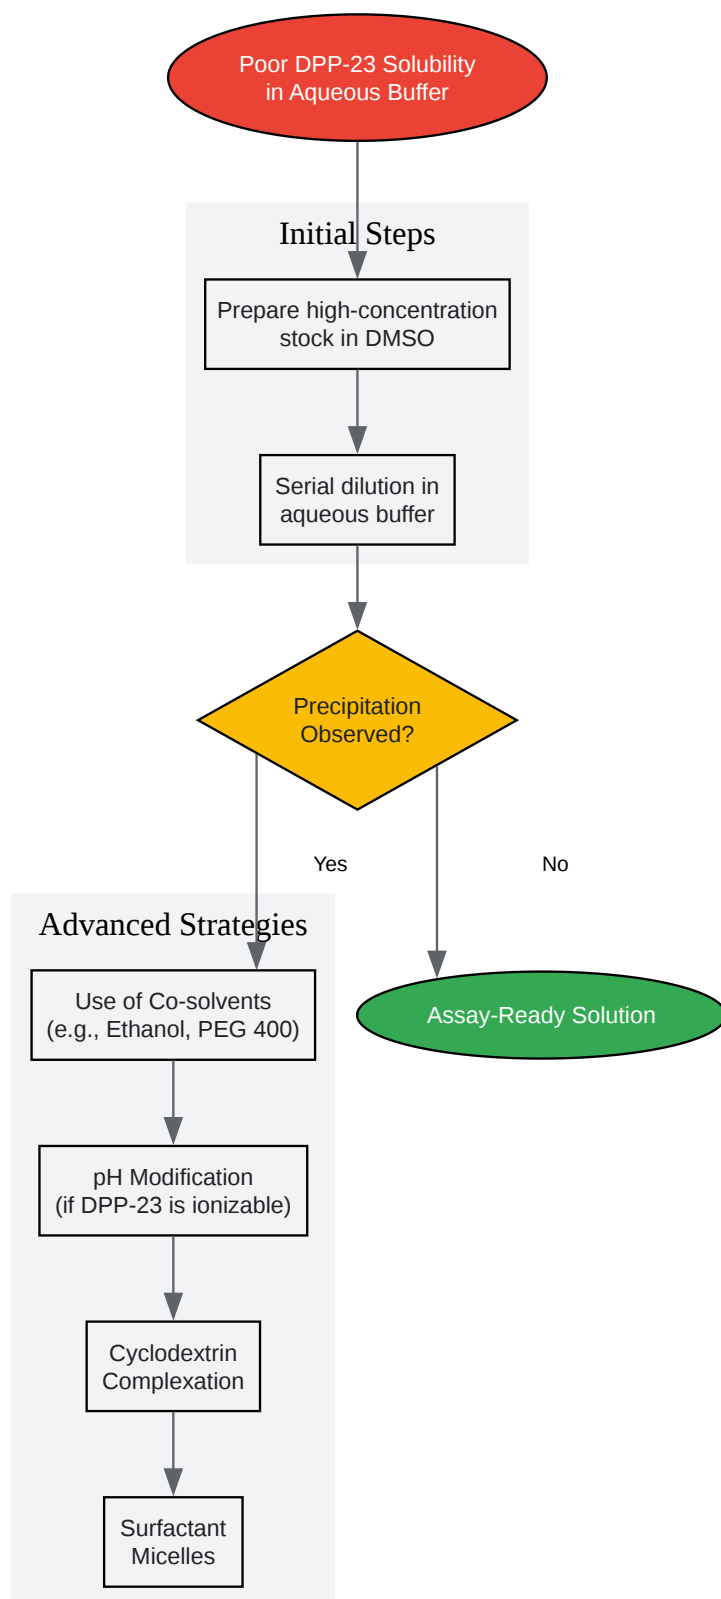 Poor DPP-23 Solubility
in Aqueous Buffer
Initial Steps
Prepare high-concentration
stock in DMSO
Serial dilution in
aqueous buffer
Precipitation
Observed?
Yes
No
Advanced Strategies
Use of Co-solvents
(e.g., Ethanol, PEG 400)
Assay-Ready Solution
pH Modification
(if DPP-23 is ionizable)
Cyclodextrin
Complexation
Surfactant
Micelles